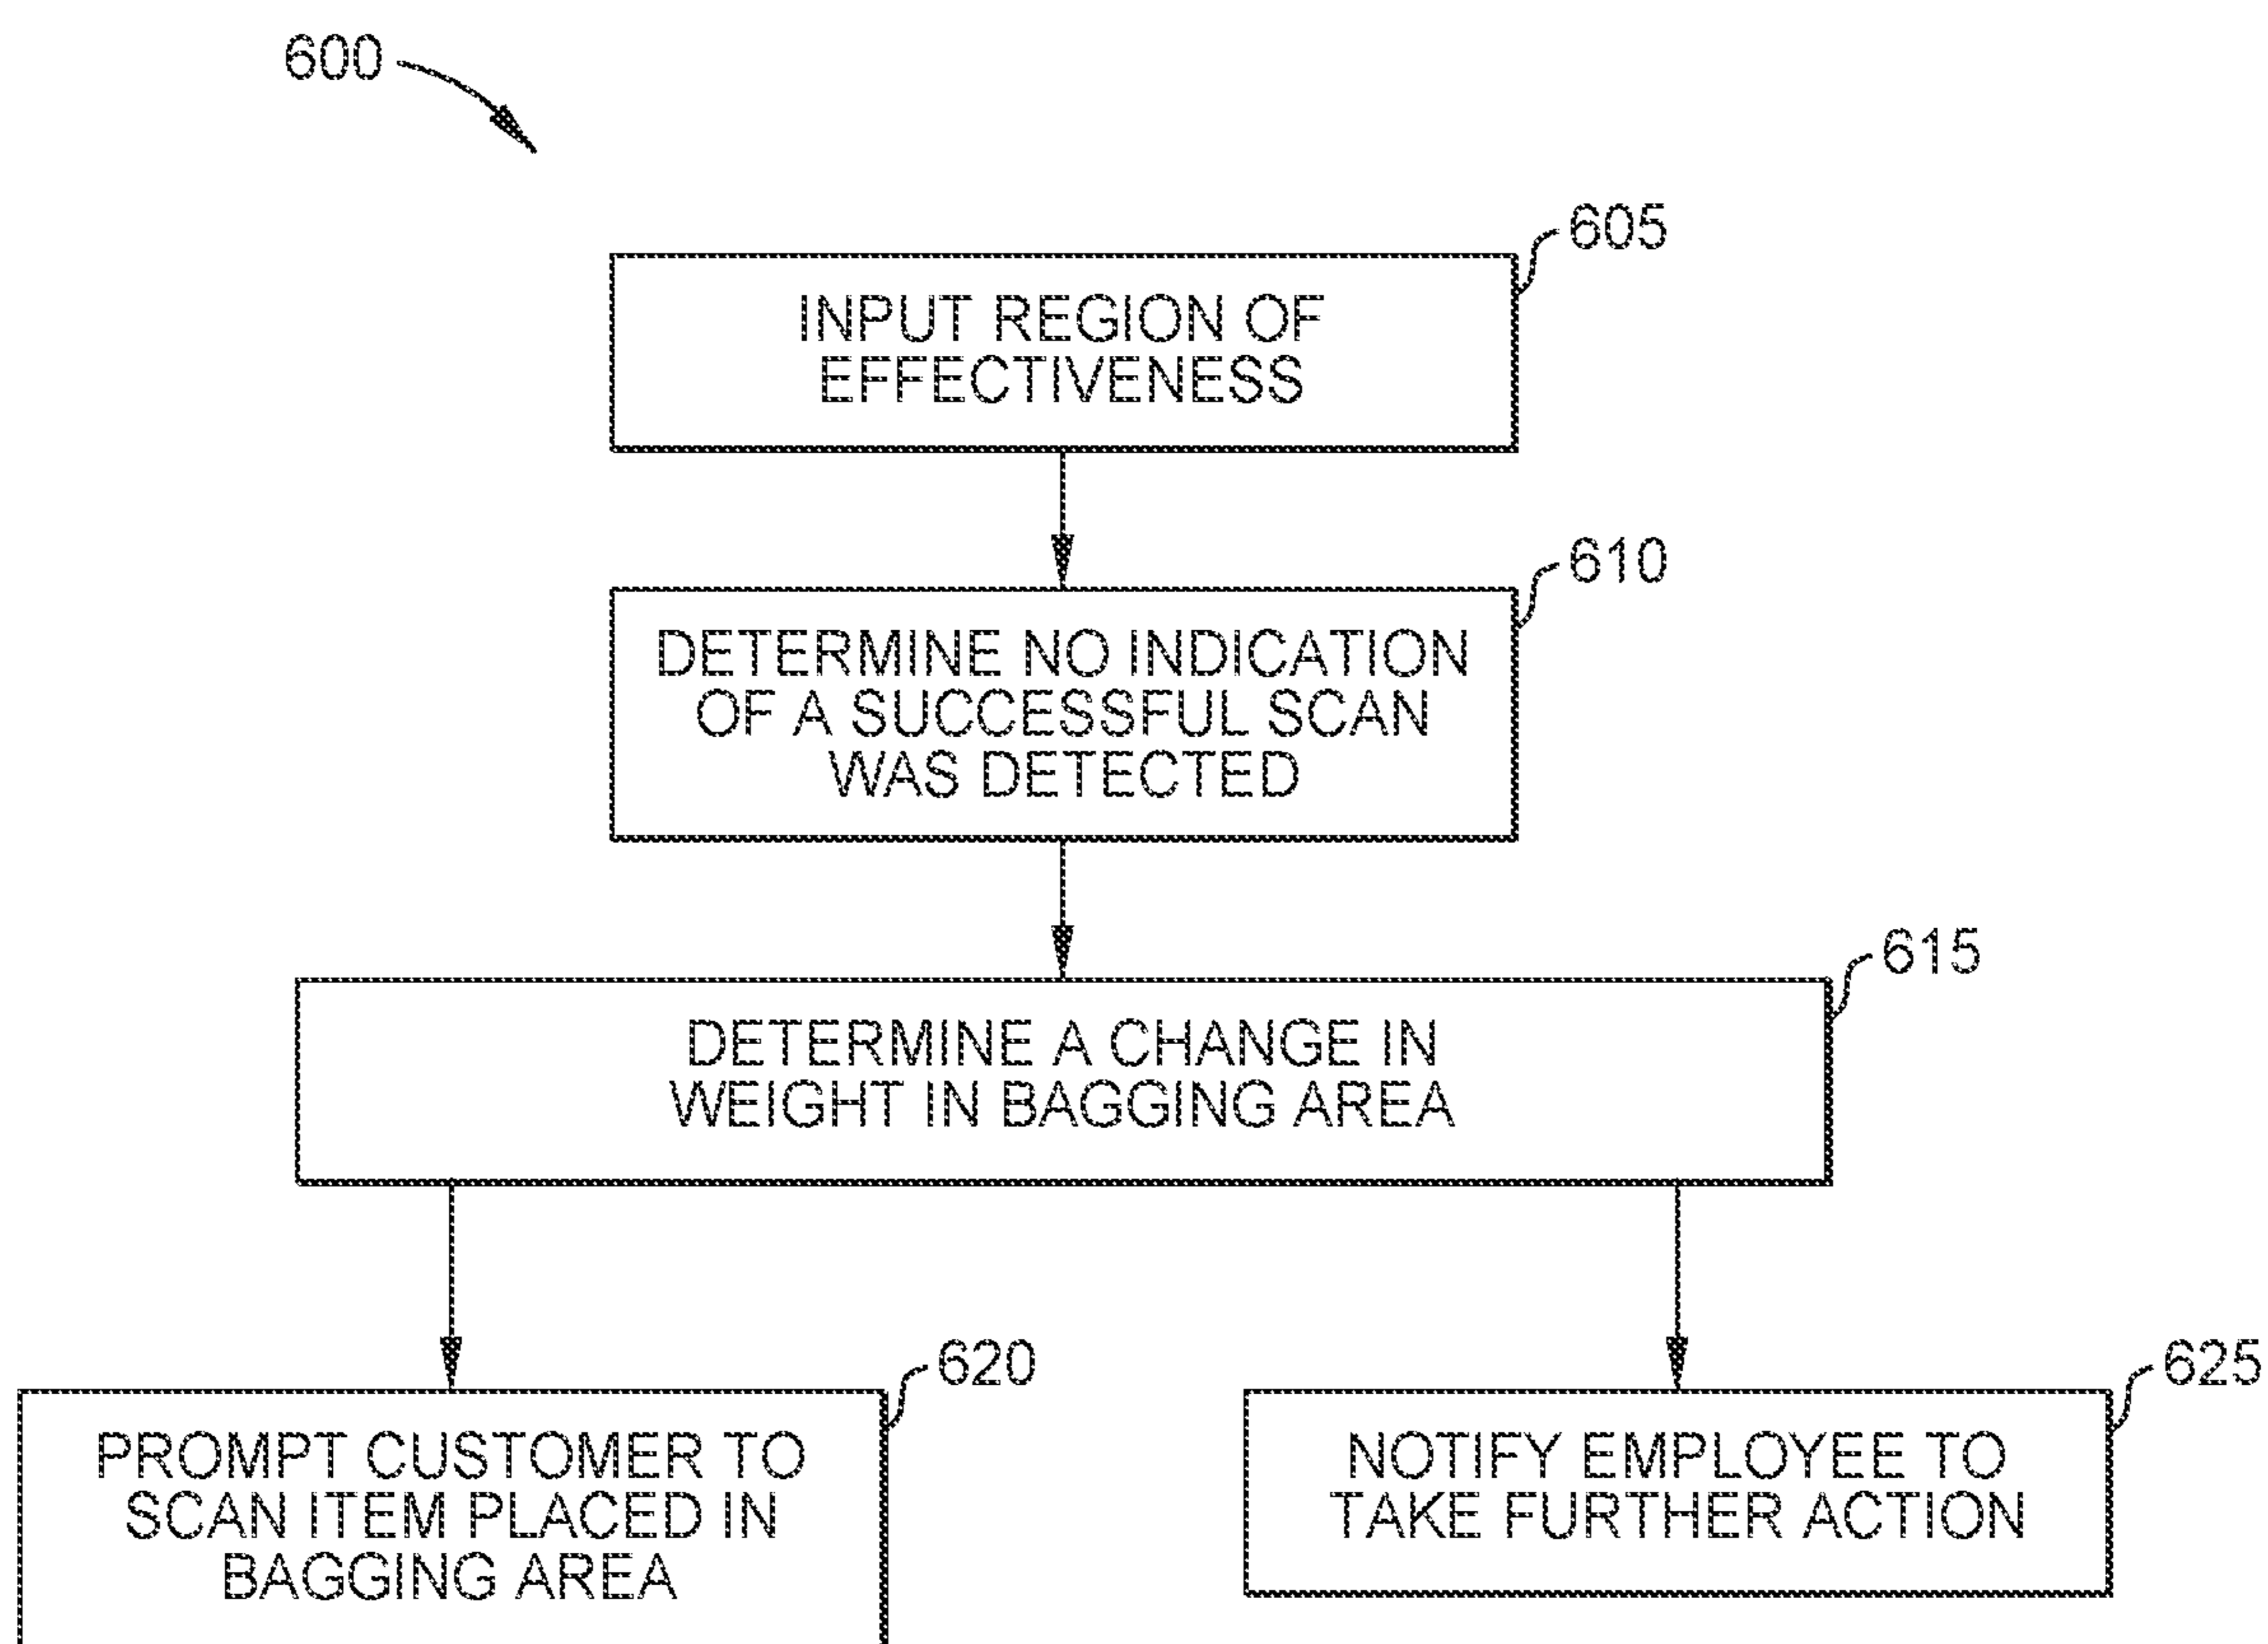 600
605
INPUT REGION OF
EFFECTIVENESS
610
DETERMINE NO INDICATION
OF A SUCCESSFUL SCAN
WAS DETECTED
615
DETERMINE A CHANGE IN
WEIGHT IN BAGGING AREA
620
PROMPT CUSTOMER TO
SCAN ITEM PLACED IN
BAGGING AREA
625
NOTIFY EMPLOYEE TO
TAKE FURTHER ACTION